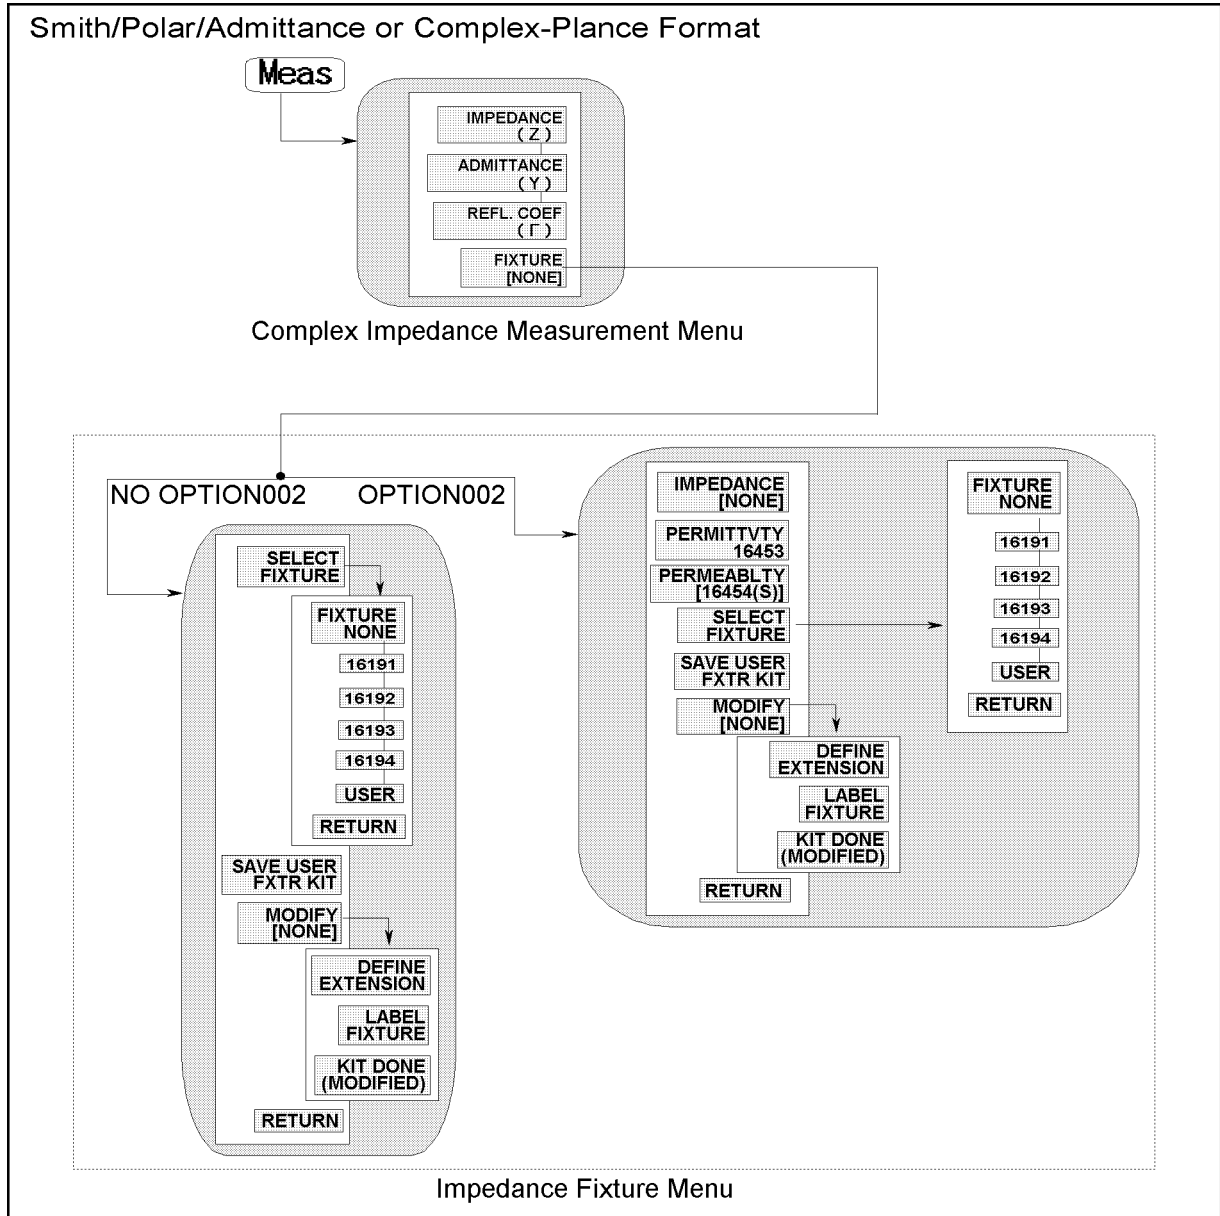 Smith/Polar/Admittance or Complex-Plance Format
Meas
IMPEDANCE
( Z )
ADMITTANCE
( Y )
REFL. COEF
( Γ )
FIXTURE
[NONE]
Complex Impedance Measurement Menu
NO OPTION002
OPTION002
SELECT
FIXTURE
FIXTURE
NONE
16191
16192
16193
16194
USER
RETURN
SAVE USER
FXTR KIT
MODIFY
[NONE]
DEFINE
EXTENSION
LABEL
FIXTURE
KIT DONE
(MODIFIED)
RETURN
IMPEDANCE
[NONE]
PERMITTVTY
16453
PERMEABLTY
[16454(S)]
SELECT
FIXTURE
SAVE USER
FXTR KIT
MODIFY
[NONE]
DEFINE
EXTENSION
LABEL
FIXTURE
KIT DONE
(MODIFIED)
RETURN
FIXTURE
NONE
16191
16192
16193
16194
USER
RETURN
Impedance Fixture Menu